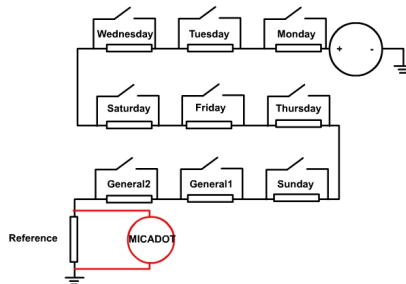 Wednesday Tuesday Monday
+ -
Saturday Friday Thursday
General2 General1 Sunday
Reference MICADOT